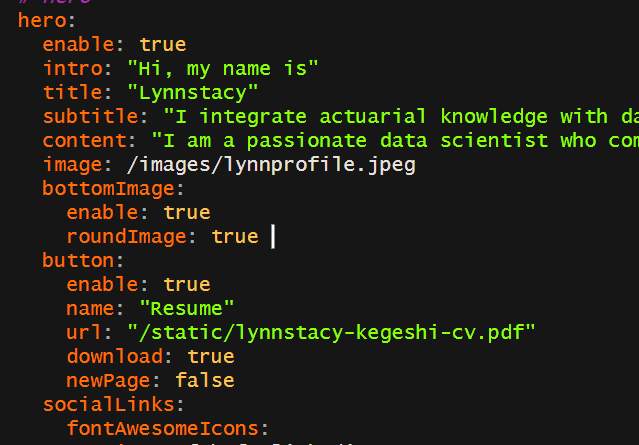 # hero
hero:
enable: true
intro: "Hi, my name is"
title: "Lynnstacy"
subtitle: "I integrate actuarial knowledge with da
content: "I am a passionate data scientist who com
image: /images/lynnprofile.jpeg
bottomImage:
enable: true
roundImage: true
button:
enable: true
name: "Resume"
url: "/static/lynnstacy-kegeshi-cv.pdf"
download: true
newPage: false
socialLinks:
fontAwesomeIcons: